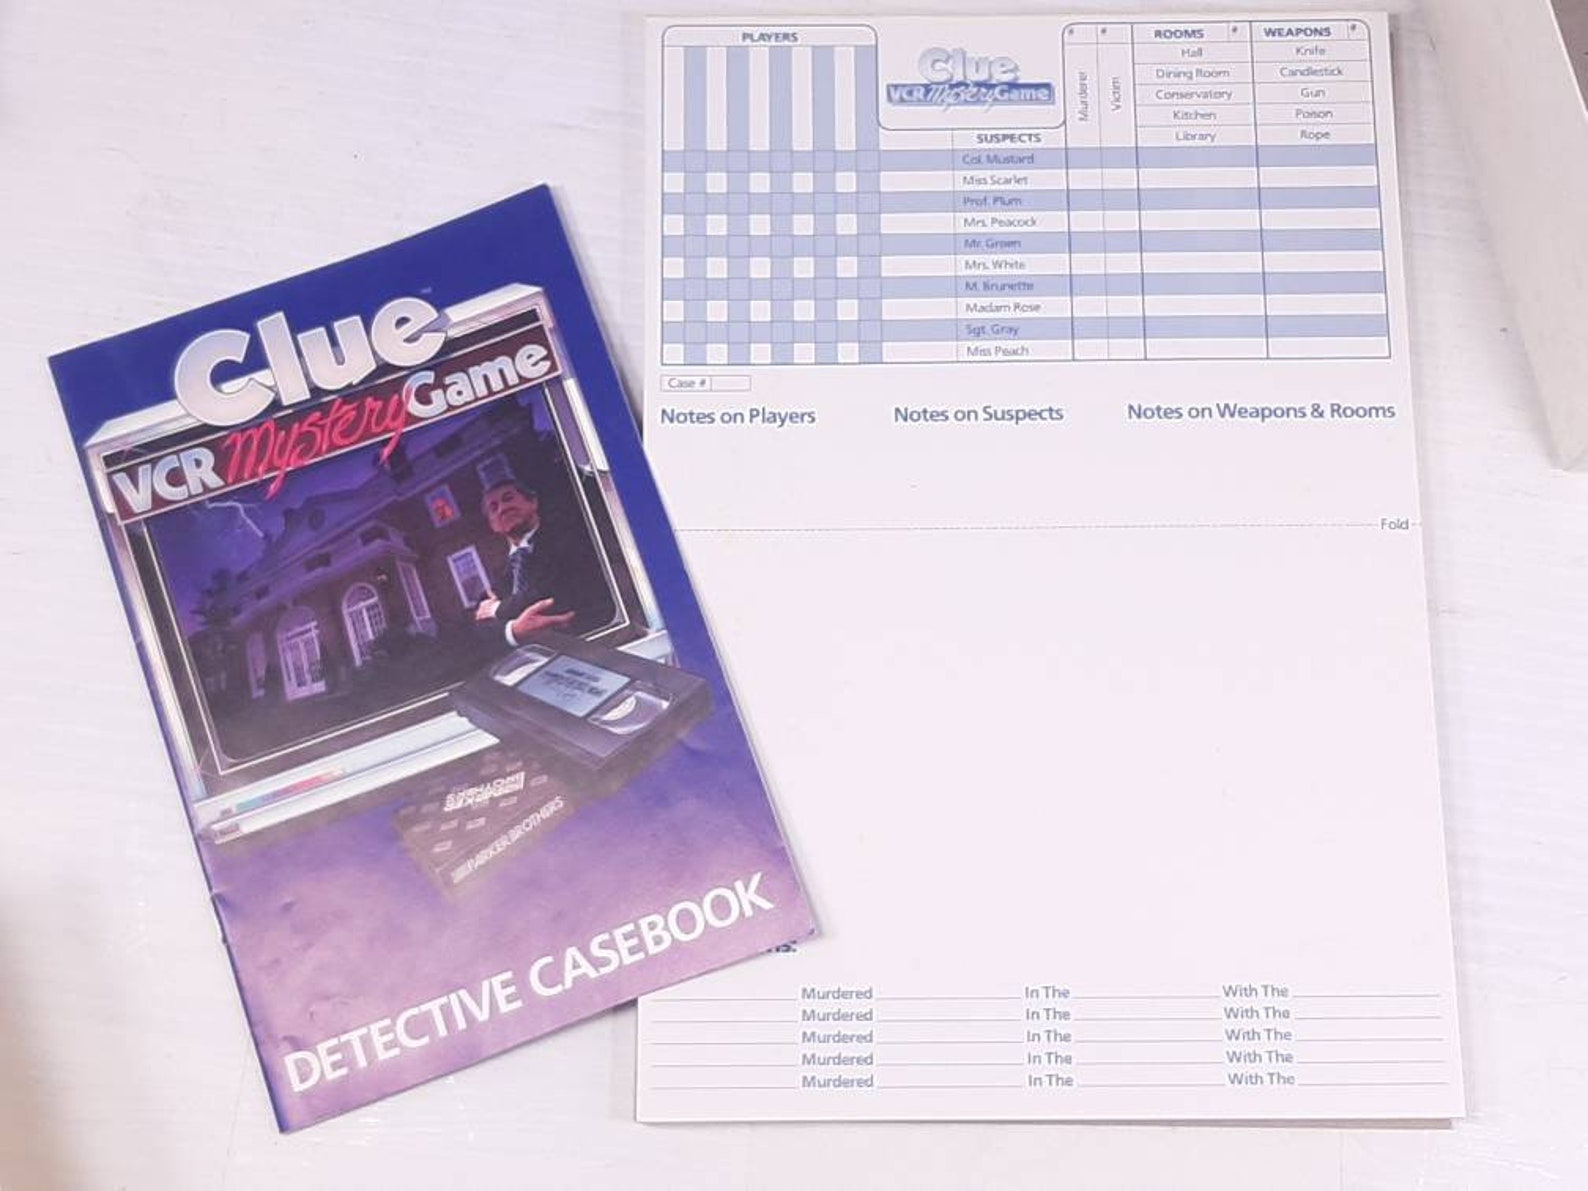 Clue
VCR Mystery Game
PARKER BROTHERS
DETECTIVE CASEBOOK
PLAYERS
Clue
VCR Mystery Game
SUSPECTS
# Murderer
# Victim
ROOMS #
Hall
Dining Room
Conservatory
Kitchen
Library
WEAPONS #
Knife
Candlestick
Gun
Poison
Rope
Col. Mustard
Miss Scarlet
Prof. Plum
Mrs. Peacock
Mr. Green
Mrs. White
M. Brunette
Madam Rose
Sgt. Gray
Miss Peach
Case #
Notes on Players Notes on Suspects Notes on Weapons & Rooms
Fold
Murdered In The With The
Murdered In The With The
Murdered In The With The
Murdered In The With The
Murdered In The With The